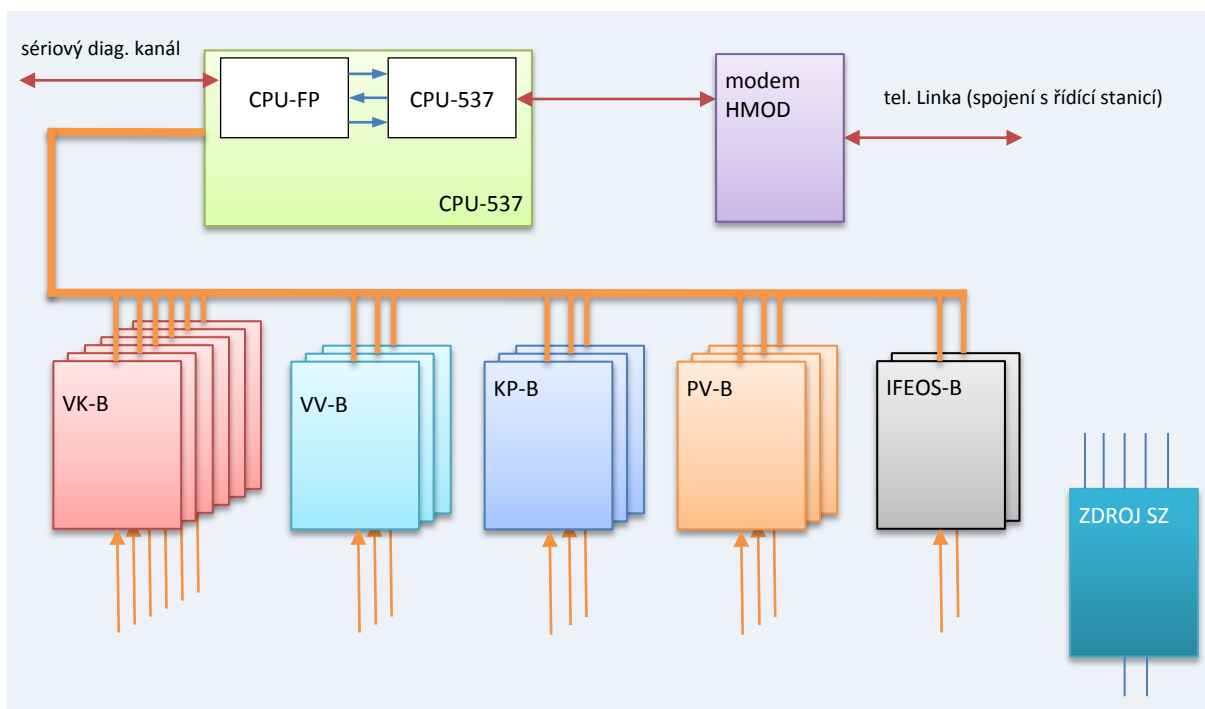 sériový diag. kanál
CPU-FP
CPU-537
modem
HMOD
tel. Linka (spojení s řídící stanicí)
CPU-537
VK-B
VV-B
KP-B
PV-B
IFEOS-B
ZDROJ SZ